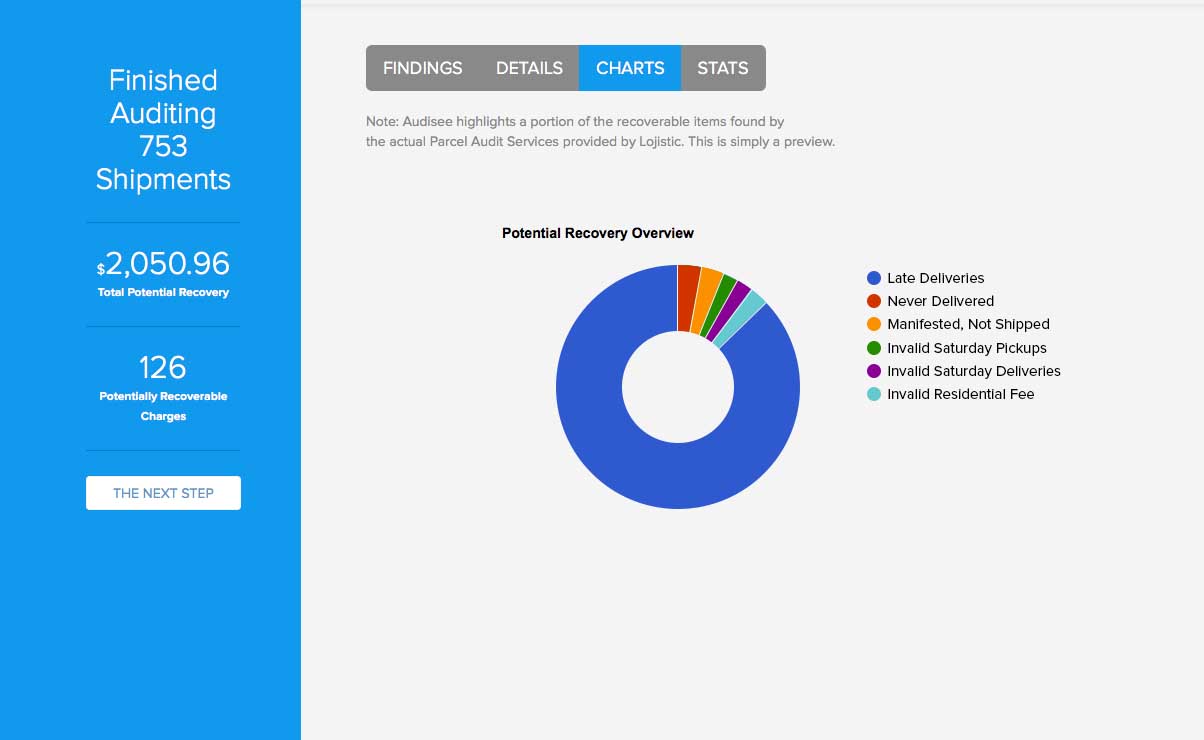 Finished
Auditing
753
Shipments
$2,050.96
Total Potential Recovery
126
Potentially Recoverable
Charges
THE NEXT STEP
FINDINGS DETAILS CHARTS STATS
Note: Audisee highlights a portion of the recoverable items found by
the actual Parcel Audit Services provided by Lojistic. This is simply a preview.
Potential Recovery Overview
Late Deliveries
Never Delivered
Manifested, Not Shipped
Invalid Saturday Pickups
Invalid Saturday Deliveries
Invalid Residential Fee